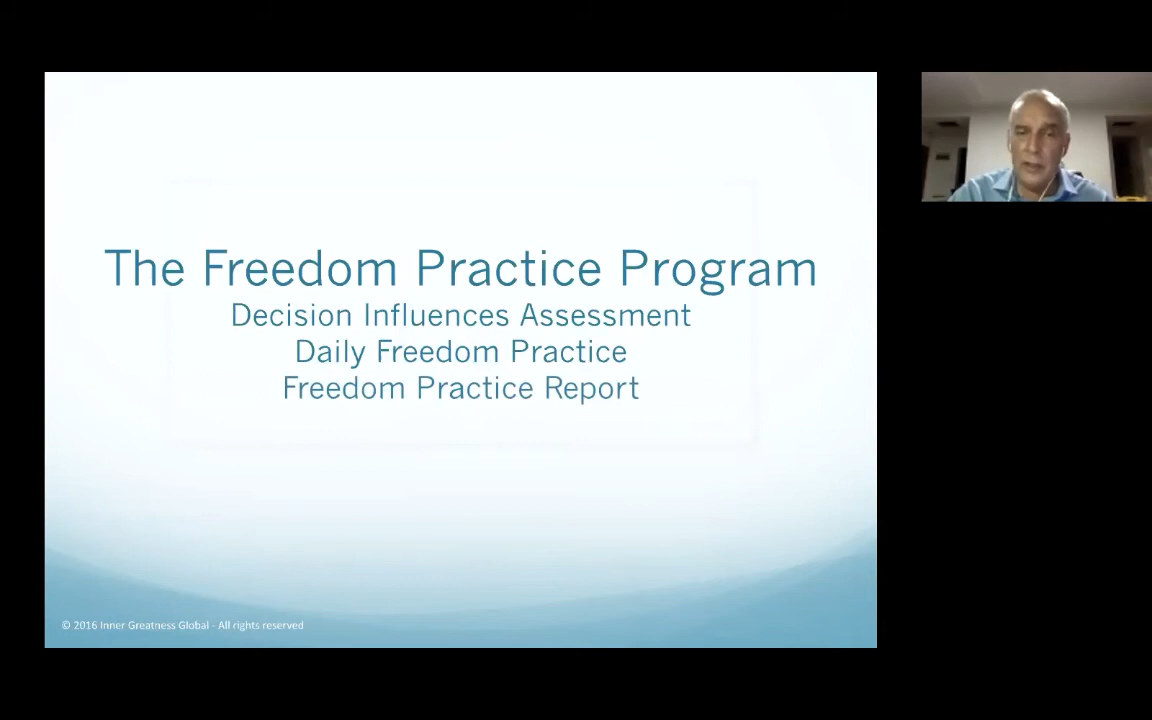 The Freedom Practice Program
Decision Influences Assessment
Daily Freedom Practice
Freedom Practice Report
© 2016 Inner Greatness Global - All rights reserved